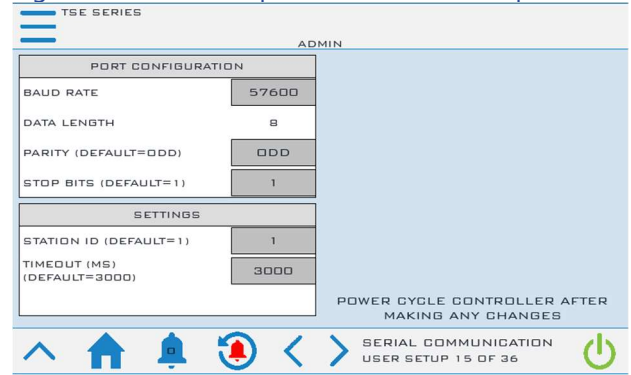 TSE SERIES
ADMIN
PORT CONFIGURATION
BAUD RATE 57600
DATA LENGTH 8
PARITY (DEFAULT=ODD) ODD
STOP BITS (DEFAULT=1) 1
SETTINGS
STATION ID (DEFAULT=1) 1
TIMEOUT (MS)
(DEFAULT=3000) 3000
POWER CYCLE CONTROLLER AFTER
MAKING ANY CHANGES
0
SERIAL COMMUNICATION
USER SETUP 15 OF 36